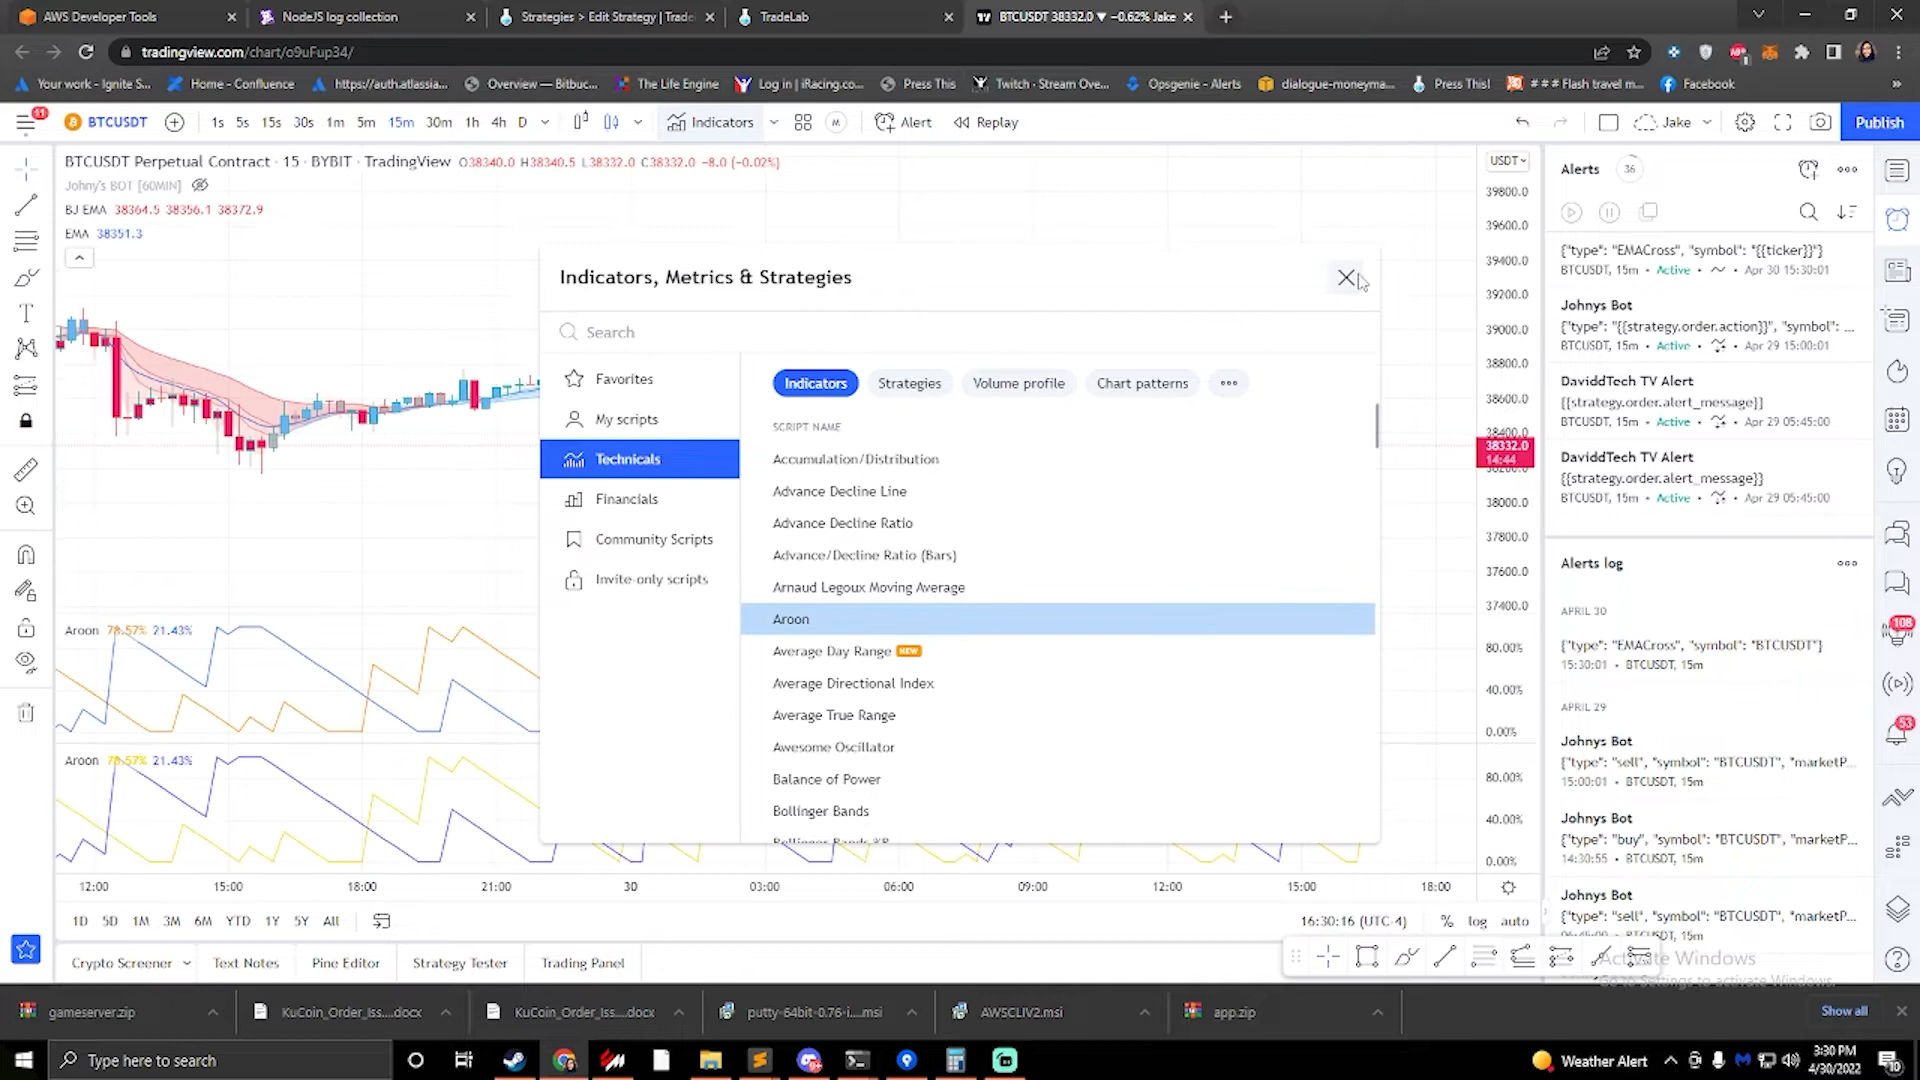 AWS Developer Tools
NodeJS log collection
Strategies > Edit Strategy | Trade
TradeLab
BTCUSDT 38332.0 ▼ −0.62% Jake
tradingview.com/chart/o9uFup34/
Your work - Ignite S...
Home - Confluence
https://auth.atlassia...
Overview — Bitbuc...
The Life Engine
Log in | iRacing.co...
Press This
Twitch - Stream Ove...
Opsgenie - Alerts
dialogue-moneyma...
Press This!
# # # Flash travel m...
Facebook
»
11
BTCUSDT
1s 5s 15s 30s 1m 5m 15m 30m 1h 4h D
Indicators
M
Alert
Replay
Jake
Publish
BTCUSDT Perpetual Contract · 15 · BYBIT · TradingView O38340.0 H38340.5 L38332.0 C38332.0 −8.0 (−0.02%)
Johny's BOT [60MIN]
BJ EMA 38364.5 38356.1 38372.9
EMA 38351.3
USDT
39800.0
39600.0
39400.0
39200.0
39000.0
38800.0
38600.0
38400.0
38332.0
14:44
38200.0
38000.0
37800.0
37600.0
37400.0
Indicators, Metrics & Strategies
Search
Favorites
My scripts
Technicals
Financials
Community Scripts
Invite-only scripts
Indicators
Strategies
Volume profile
Chart patterns
SCRIPT NAME
Accumulation/Distribution
Advance Decline Line
Advance Decline Ratio
Advance/Decline Ratio (Bars)
Arnaud Legoux Moving Average
Aroon
Average Day Range NEW
Average Directional Index
Average True Range
Awesome Oscillator
Balance of Power
Bollinger Bands
Bollinger Bands %B
Aroon 78.57% 21.43%
80.00%
40.00%
0.00%
Aroon 78.57% 21.43%
80.00%
40.00%
0.00%
12:00 15:00 18:00 21:00 30 03:00 06:00 09:00 12:00 15:00 18:00
1D 5D 1M 3M 6M YTD 1Y 5Y All
16:30:16 (UTC-4)
% log auto
Crypto Screener
Text Notes
Pine Editor
Strategy Tester
Trading Panel
Alerts 36
{"type": "EMACross", "symbol": "{{ticker}}"}
BTCUSDT, 15m • Active • Apr 30 15:30:01
Johnys Bot
{"type": "{{strategy.order.action}}", "symbol": ...
BTCUSDT, 15m • Active • Apr 29 15:00:01
DaviddTech TV Alert
{{strategy.order.alert_message}}
BTCUSDT, 15m • Active • Apr 29 05:45:00
DaviddTech TV Alert
{{strategy.order.alert_message}}
BTCUSDT, 15m • Active • Apr 29 05:45:00
Alerts log
APRIL 30
{"type": "EMACross", "symbol": "BTCUSDT"}
15:30:01 • BTCUSDT, 15m
APRIL 29
Johnys Bot
{"type": "sell", "symbol": "BTCUSDT", "marketP...
15:00:01 • BTCUSDT, 15m
Johnys Bot
{"type": "buy", "symbol": "BTCUSDT", "marketP...
14:30:55 • BTCUSDT, 15m
Johnys Bot
{"type": "sell", "symbol": "BTCUSDT", "marketP...
BTCUSDT, 15m
108
53
Activate Windows
Go to Settings to activate Windows.
gameserver.zip
KuCoin_Order_Iss....docx
KuCoin_Order_Iss....docx
putty-64bit-0.76-i....msi
AWSCLIV2.msi
app.zip
Show all
Type here to search
Weather Alert
3:30 PM
4/30/2022
10